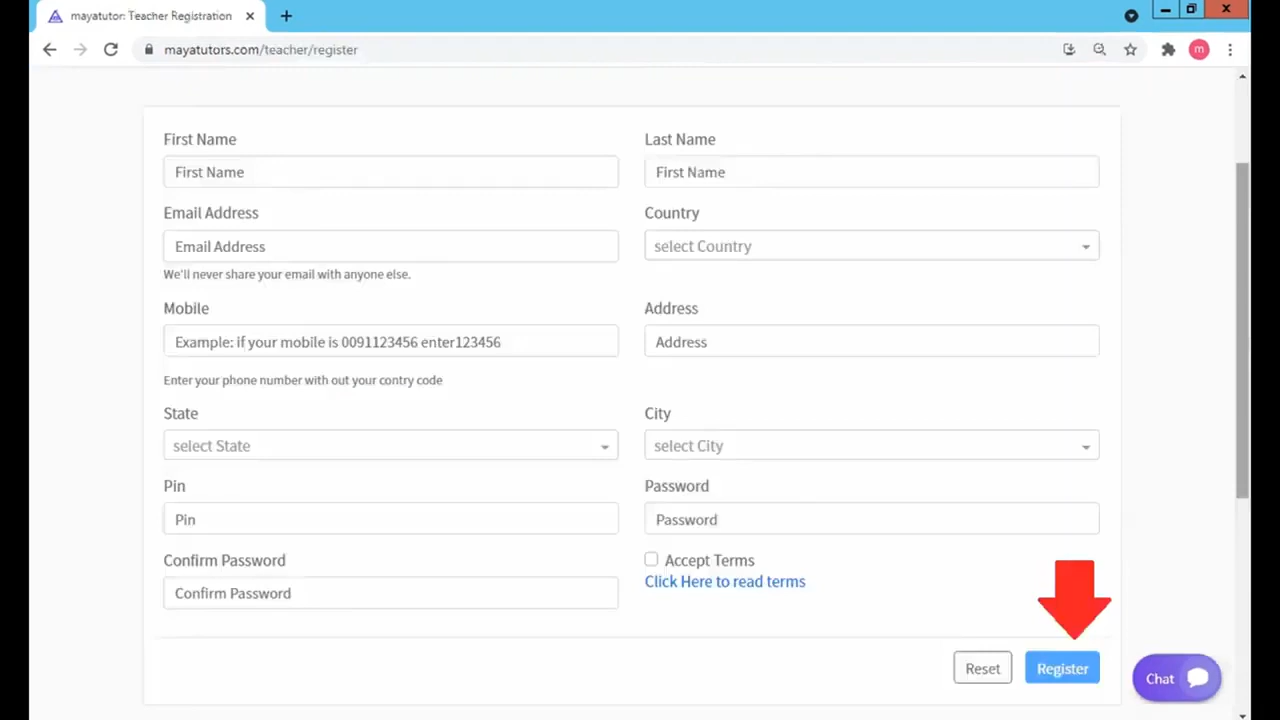 mayatutor: Teacher Registration
mayatutors.com/teacher/register
m
First Name
Last Name
First Name
First Name
Email Address
Country
Email Address
select Country
We'll never share your email with anyone else.
Mobile
Address
Example: if your mobile is 0091123456 enter123456
Address
Enter your phone number with out your contry code
State
City
select State
select City
Pin
Password
Pin
Password
Confirm Password
Accept Terms
Click Here to read terms
Confirm Password
Reset
Register
Chat